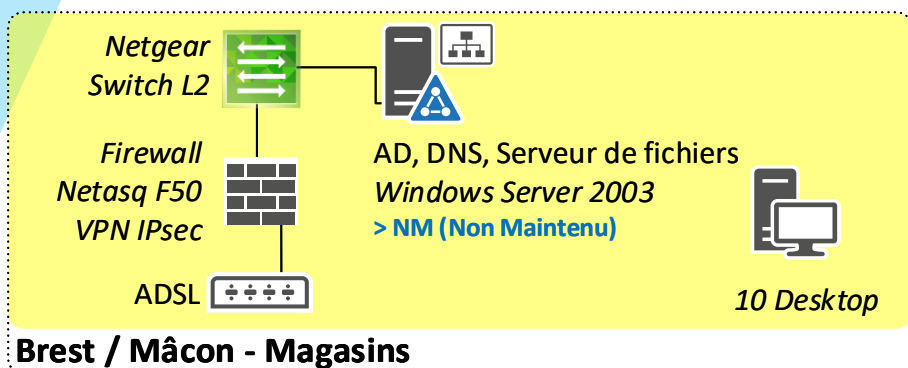 Netgear
Switch L2
Firewall
Netasq F50
VPN IPsec
ADSL
AD, DNS, Serveur de fichiers
Windows Server 2003
> NM (Non Maintenu)
10 Desktop
Brest / Mâcon - Magasins